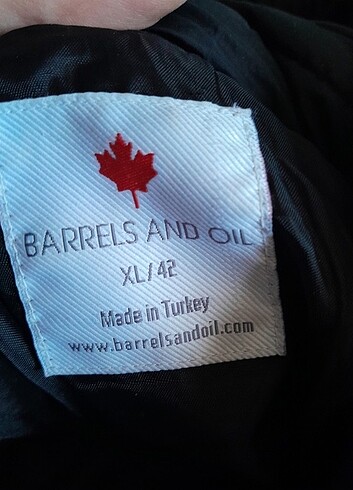 BARRELS AND OIL
XL/42
Made in Turkey
www.barrelsandoil.com